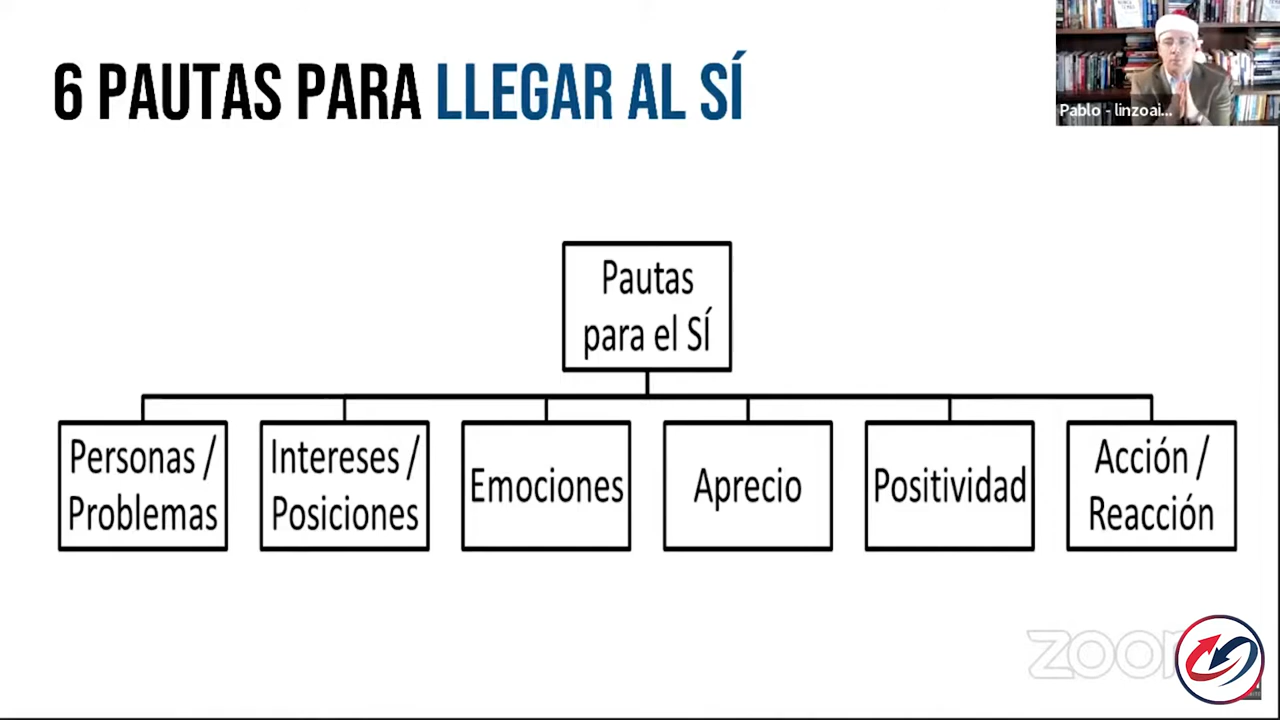 6 PAUTAS PARA LLEGAR AL SÍ
Pablo - linzoai...
Pautas
para el SÍ
Personas /
Problemas
Intereses /
Posiciones
Emociones
Aprecio
Positividad
Acción /
Reacción
zoom